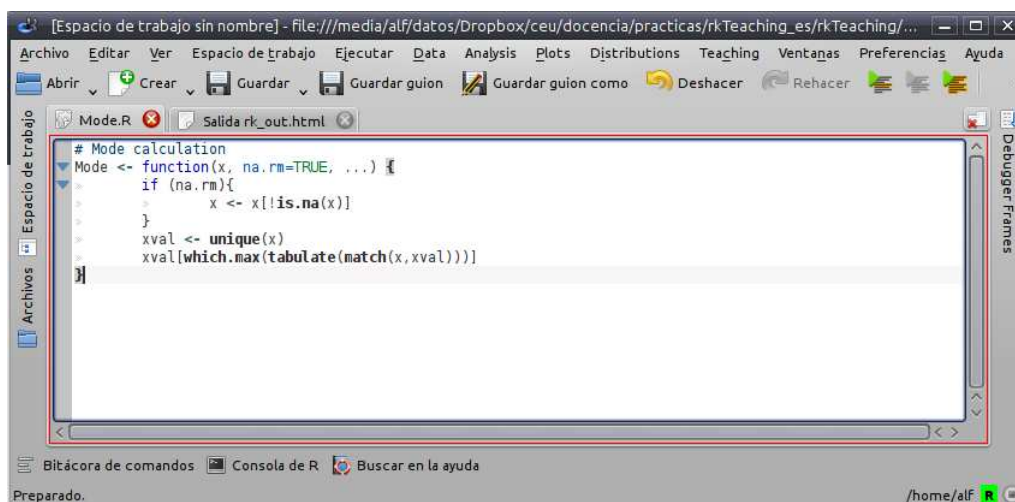 [Espacio de trabajo sin nombre] - file:///media/alf/datos/Dropbox/ceu/docencia/practicas/rkTeaching_es/rkTeaching/...
Archivo Editar Ver Espacio de trabajo Ejecutar Data Analysis Plots Distributions Teaching Ventanas Preferencias Ayuda
Abrir Crear Guardar Guardar guion Guardar guion como Deshacer Rehacer
Mode.R Salida rk_out.html
Espacio de trabajo
Archivos
# Mode calculation
Mode <- function(x, na.rm=TRUE, ...) {
if (na.rm){
x <- x[!is.na(x)]
}
xval <- unique(x)
xval[which.max(tabulate(match(x,xval)))]
}
Debugger Frames
Bitácora de comandos Consola de R Buscar en la ayuda
Preparado. /home/alf R